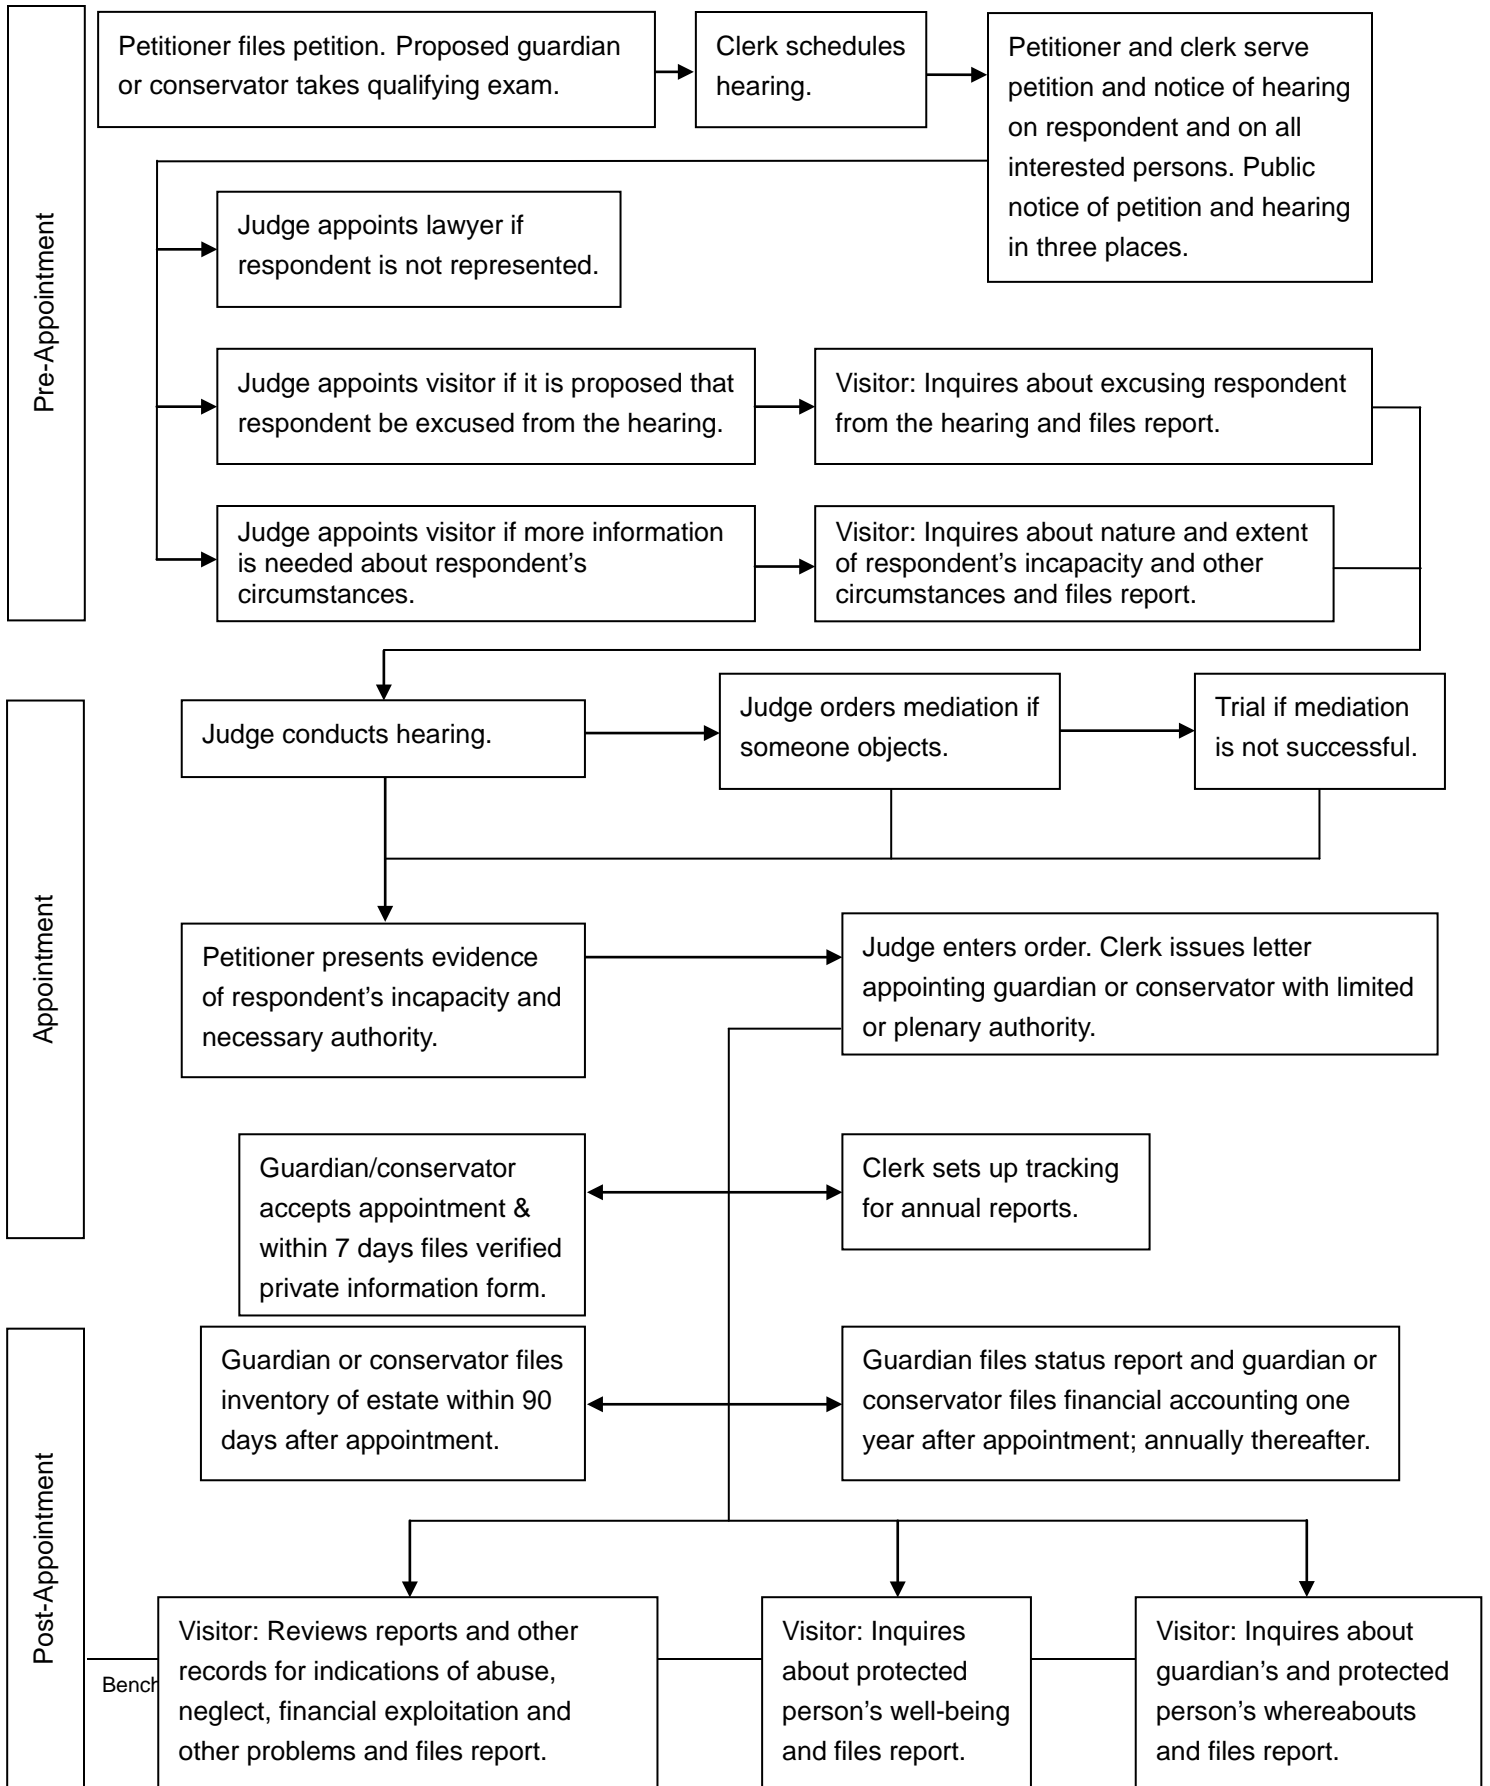 Pre-Appointment
Petitioner files petition. Proposed guardian
or conservator takes qualifying exam.
Clerk schedules
hearing.
Petitioner and clerk serve
petition and notice of hearing
on respondent and on all
interested persons. Public
notice of petition and hearing
in three places.
Judge appoints lawyer if
respondent is not represented.
Judge appoints visitor if it is proposed that
respondent be excused from the hearing.
Visitor: Inquires about excusing respondent
from the hearing and files report.
Judge appoints visitor if more information
is needed about respondent’s
circumstances.
Visitor: Inquires about nature and extent
of respondent’s incapacity and other
circumstances and files report.
Appointment
Judge conducts hearing.
Judge orders mediation if
someone objects.
Trial if mediation
is not successful.
Petitioner presents evidence
of respondent’s incapacity and
necessary authority.
Judge enters order. Clerk issues letter
appointing guardian or conservator with limited
or plenary authority.
Guardian/conservator
accepts appointment &
within 7 days files verified
private information form.
Clerk sets up tracking
for annual reports.
Post-Appointment
Guardian or conservator files
inventory of estate within 90
days after appointment.
Guardian files status report and guardian or
conservator files financial accounting one
year after appointment; annually thereafter.
Visitor: Reviews reports and other
records for indications of abuse,
neglect, financial exploitation and
other problems and files report.
Visitor: Inquires
about protected
person’s well-being
and files report.
Visitor: Inquires about
guardian’s and protected
person’s whereabouts
and files report.